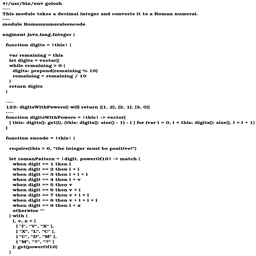 #!/usr/bin/env golosh
----
This module takes a decimal integer and converts it to a Roman numeral.
----
module Romannumeralsencode

augment java.lang.Integer {

function digits = |this| {

var remaining = this
let digits = vector[]
while remaining > 0 {
digits: prepend(remaining % 10)
remaining = remaining / 10
}
return digits
}

----
123: digitsWithPowers() will return [[1, 2], [2, 1], [3, 0]]
----
function digitsWithPowers = |this| -> vector[
[ this: digits(): get(i), (this: digits(): size() - 1) - i ] for (var i = 0, i < this: digits(): size(), i = i + 1)
]

function encode = |this| {

require(this > 0, "the integer must be positive!")

let romanPattern = |digit, powerOf10| -> match {
when digit == 1 then i
when digit == 2 then i + i
when digit == 3 then i + i + i
when digit == 4 then i + v
when digit == 5 then v
when digit == 6 then v + i
when digit == 7 then v + i + i
when digit == 8 then v + i + i + i
when digit == 9 then i + x
otherwise ""
} with {
i, v, x = [
[ "I", "V", "X" ],
[ "X", "L", "C" ],
[ "C", "D", "M" ],
[ "M", "?", "?" ]
]: get(powerOf10)
}